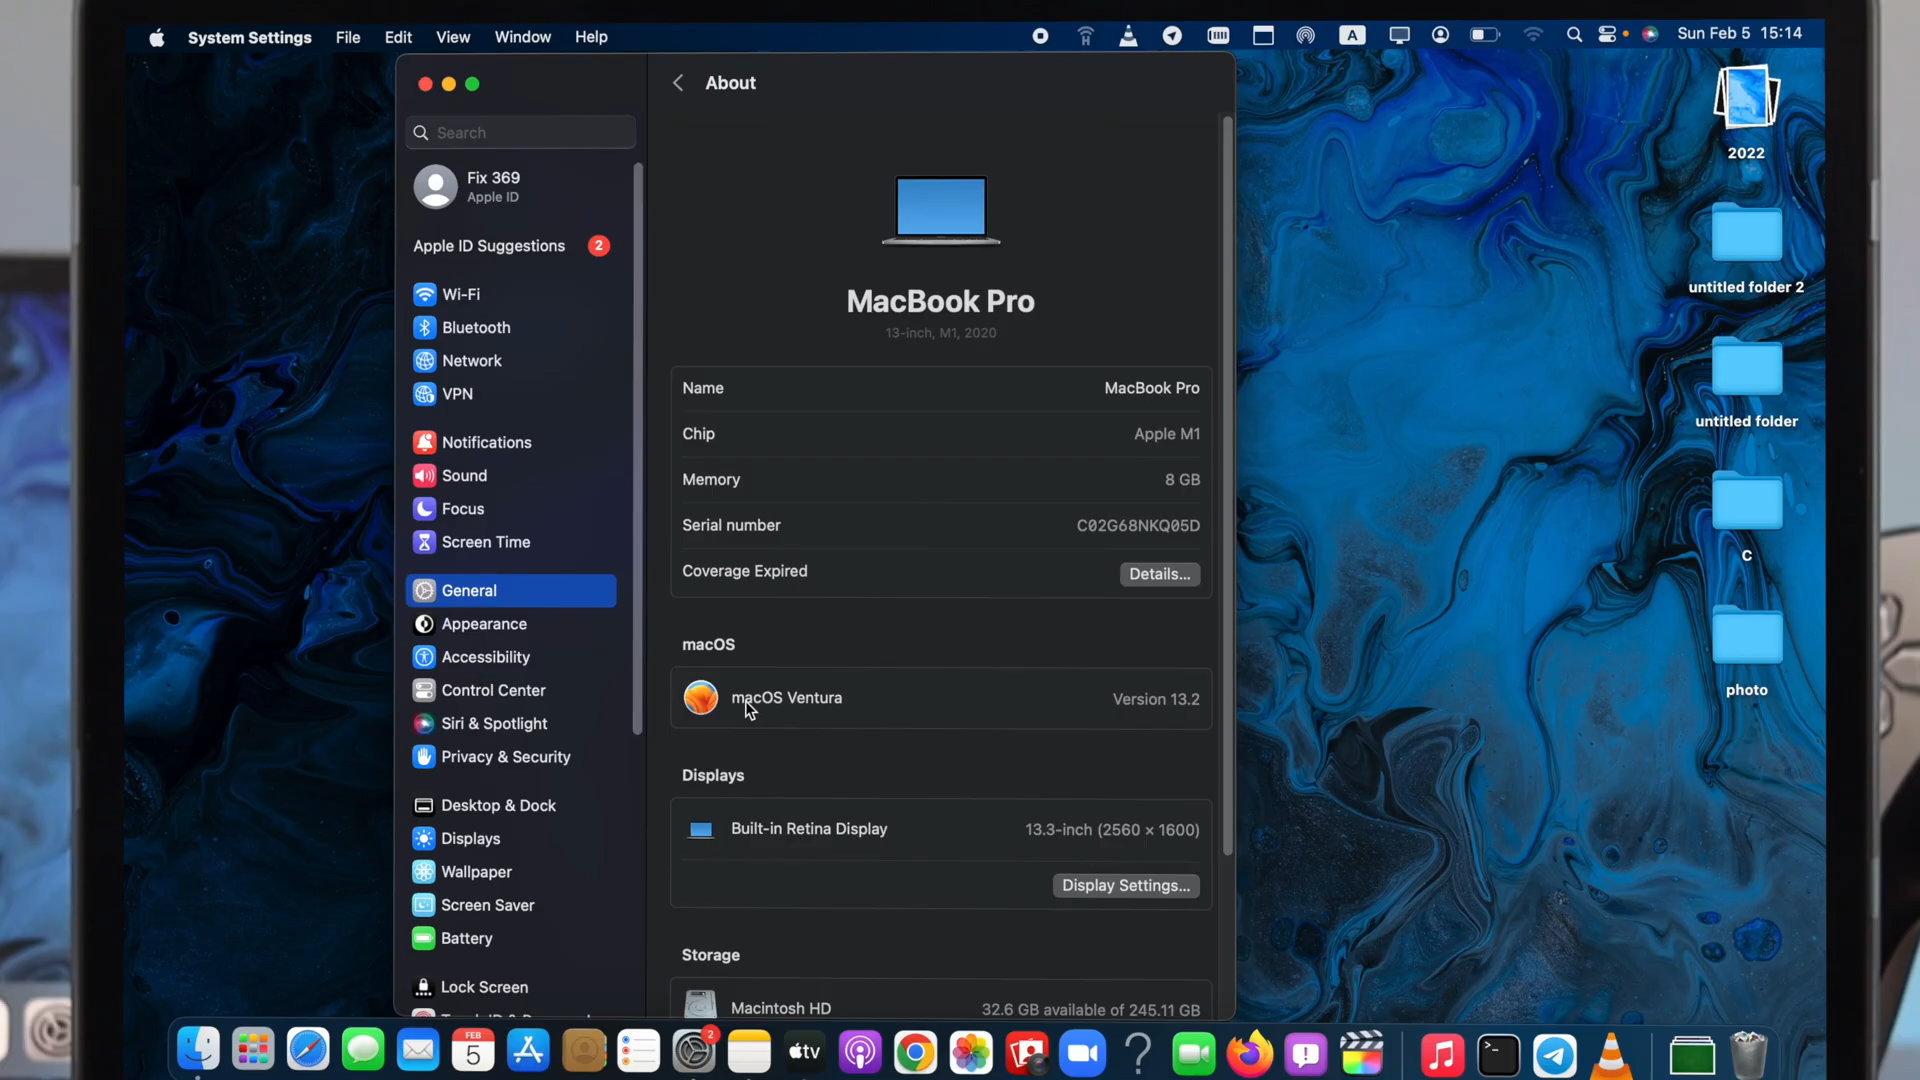 System Settings File Edit View Window Help
A
Sun Feb 5 15:14
About
Search
Fix 369
Apple ID
Apple ID Suggestions 2
Wi-Fi
Bluetooth
Network
VPN
Notifications
Sound
Focus
Screen Time
General
Appearance
Accessibility
Control Center
Siri & Spotlight
Privacy & Security
Desktop & Dock
Displays
Wallpaper
Screen Saver
Battery
Lock Screen
MacBook Pro
13-inch, M1, 2020
Name MacBook Pro
Chip Apple M1
Memory 8 GB
Serial number C02G68NKQ05D
Coverage Expired Details...
macOS
macOS Ventura Version 13.2
Displays
Built-in Retina Display 13.3-inch (2560 × 1600)
Display Settings...
Storage
Macintosh HD 32.6 GB available of 245.11 GB
2022
untitled folder 2
untitled folder
C
photo
FEB
5
2
tv